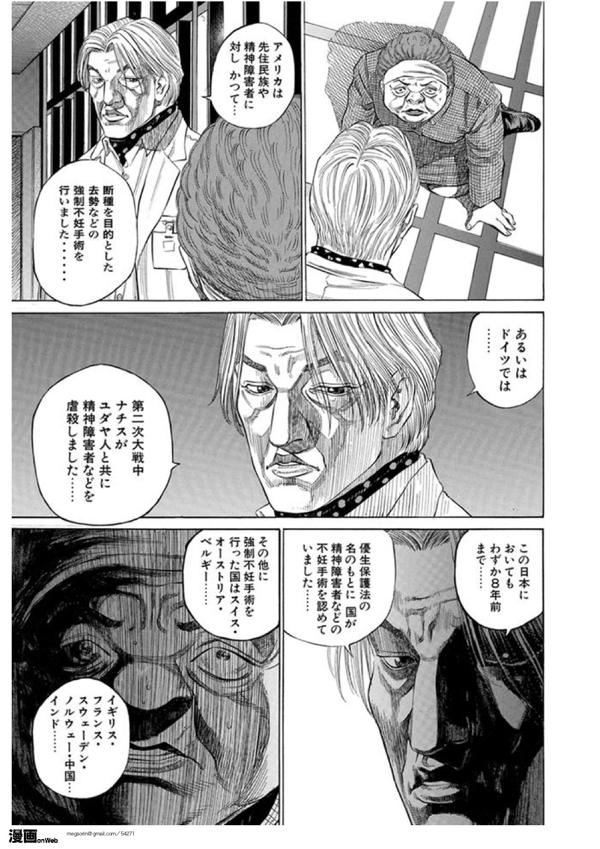 アメリカは
先住民族や
精神障害者に
対し かつて…
断種を目的とした
去勢などの
強制不妊手術を
行いました……
あるいは
ドイツでは
……
第二次大戦中
ナチスが
ユダヤ人と共に
精神障害者などを
虐殺しました……
この日本に
おいても
わずか8年前
まで……
優生保護法の
名のもとに 国が
精神障害者などの
不妊手術を認めて
いました……
その他に
強制不妊手術を
行った国はスイス・
オーストリア・
ベルギー……
イギリス・
フランス・
スウェーデン・
ノルウェー・中国…
インド……
漫画onWeb
megaorin@gmail.com/54271